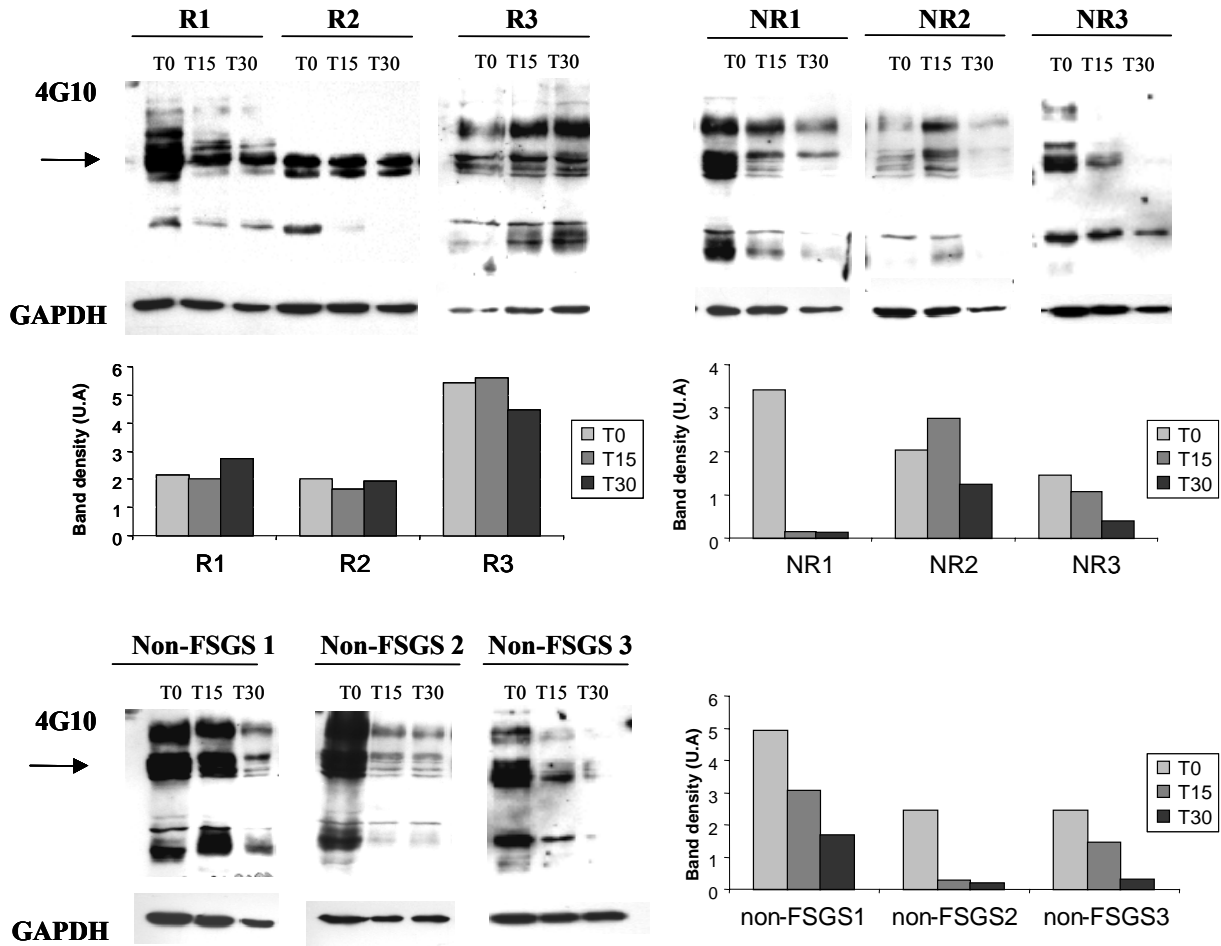 R1 R2 R3 NR1 NR2 NR3
T0 T15 T30 T0 T15 T30 T0 T15 T30 T0 T15 T30 T0 T15 T30 T0 T15 T30
4G10
GAPDH
Band density (U.A)
6
5
4
3
2
1
0
R1 R2 R3
T0
T15
T30
Band density (U.A)
4
3
2
1
0
NR1 NR2 NR3
T0
T15
T30
Non-FSGS 1 Non-FSGS 2 Non-FSGS 3
T0 T15 T30 T0 T15 T30 T0 T15 T30
4G10
GAPDH
Band density (U.A)
6
5
4
3
2
1
0
non-FSGS1 non-FSGS2 non-FSGS3
T0
T15
T30